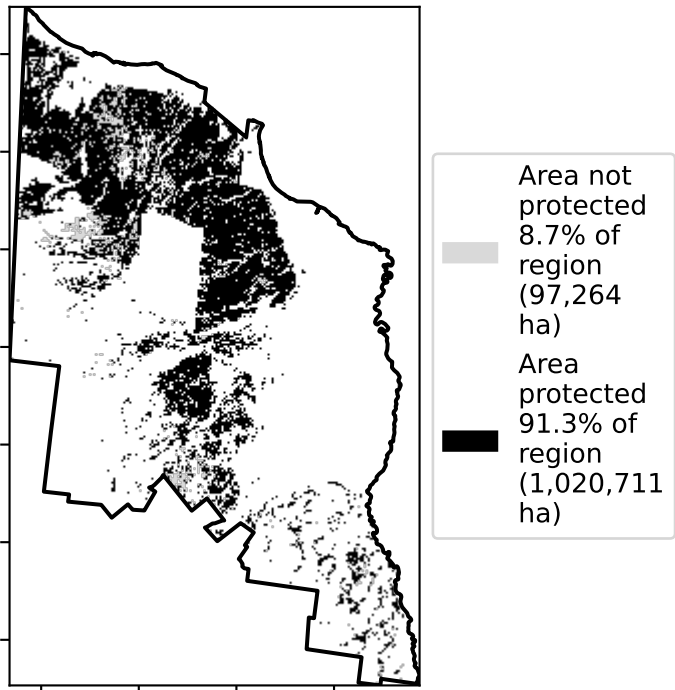 Area not
protected
8.7% of
region
(97,264
ha)
Area
protected
91.3% of
region
(1,020,711
ha)